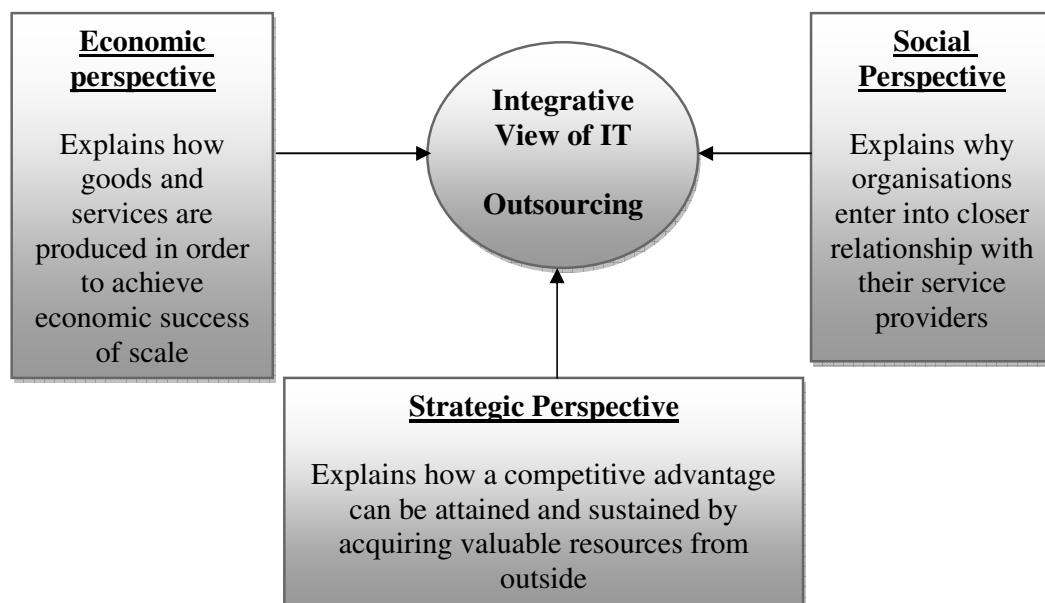 Economic
perspective
Explains how
goods and
services are
produced in order
to achieve
economic success
of scale
Integrative
View of IT
Outsourcing
Social
Perspective
Explains why
organisations
enter into closer
relationship with
their service
providers
Strategic Perspective
Explains how a competitive advantage
can be attained and sustained by
acquiring valuable resources from
outside